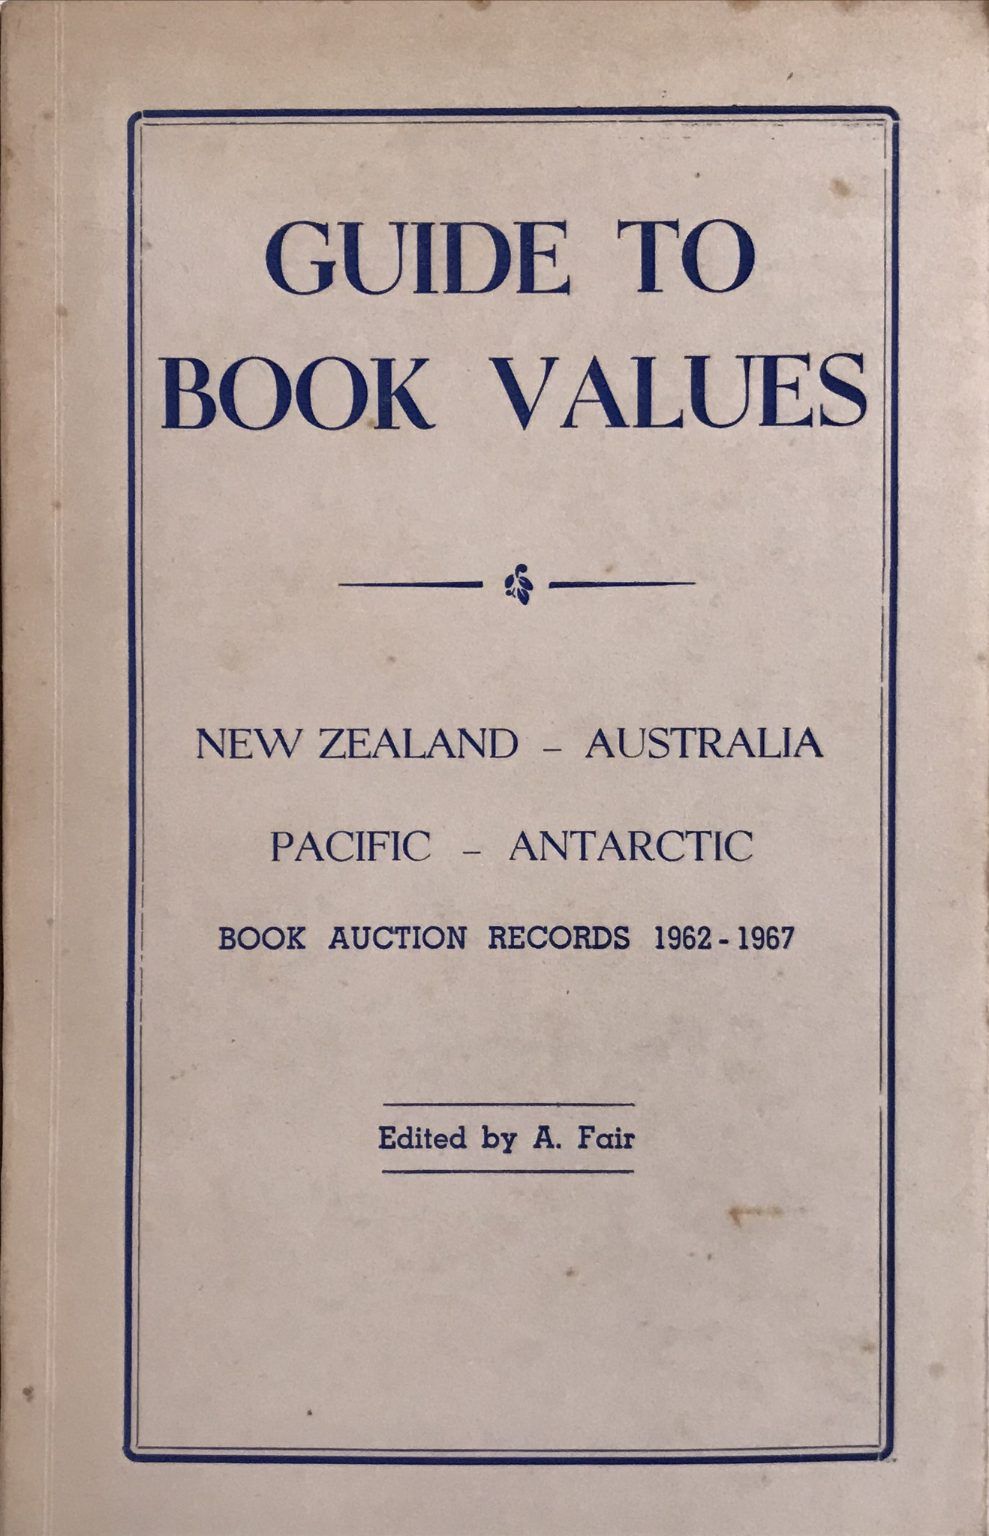 GUIDE TO
BOOK VALUES
NEW ZEALAND – AUSTRALIA
PACIFIC – ANTARCTIC
BOOK AUCTION RECORDS 1962-1967
Edited by A. Fair